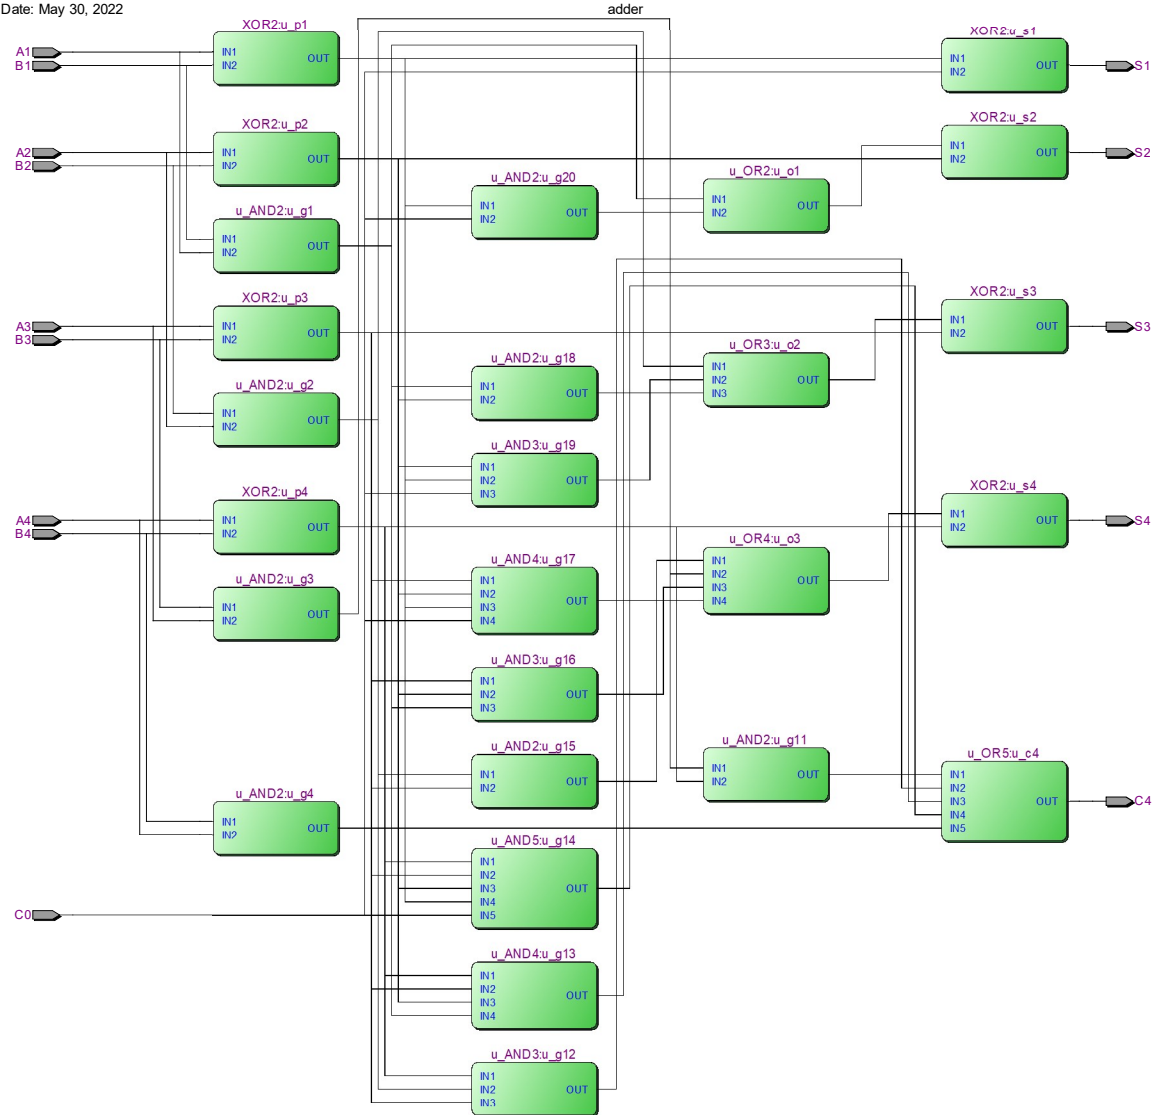 Date: May 30, 2022
adder
A1
B1
XOR2:u_p1
IN1
IN2
OUT
XOR2:u_s1
IN1
IN2
OUT
S1
A2
B2
XOR2:u_p2
IN1
IN2
OUT
XOR2:u_s2
IN1
IN2
OUT
S2
u_AND2:u_g20
IN1
IN2
OUT
u_OR2:u_o1
IN1
IN2
OUT
u_AND2:u_g1
IN1
IN2
OUT
A3
B3
XOR2:u_p3
IN1
IN2
OUT
XOR2:u_s3
IN1
IN2
OUT
S3
u_AND2:u_g18
IN1
IN2
OUT
u_OR3:u_o2
IN1
IN2
IN3
OUT
u_AND2:u_g2
IN1
IN2
OUT
u_AND3:u_g19
IN1
IN2
IN3
OUT
A4
B4
XOR2:u_p4
IN1
IN2
OUT
XOR2:u_s4
IN1
IN2
OUT
S4
u_AND4:u_g17
IN1
IN2
IN3
IN4
OUT
u_OR4:u_o3
IN1
IN2
IN3
IN4
OUT
u_AND2:u_g3
IN1
IN2
OUT
u_AND3:u_g16
IN1
IN2
IN3
OUT
u_AND2:u_g15
IN1
IN2
OUT
u_AND2:u_g11
IN1
IN2
OUT
u_OR5:u_c4
IN1
IN2
IN3
IN4
IN5
OUT
C4
u_AND2:u_g4
IN1
IN2
OUT
u_AND5:u_g14
IN1
IN2
IN3
IN4
IN5
OUT
C0
u_AND4:u_g13
IN1
IN2
IN3
IN4
OUT
u_AND3:u_g12
IN1
IN2
IN3
OUT